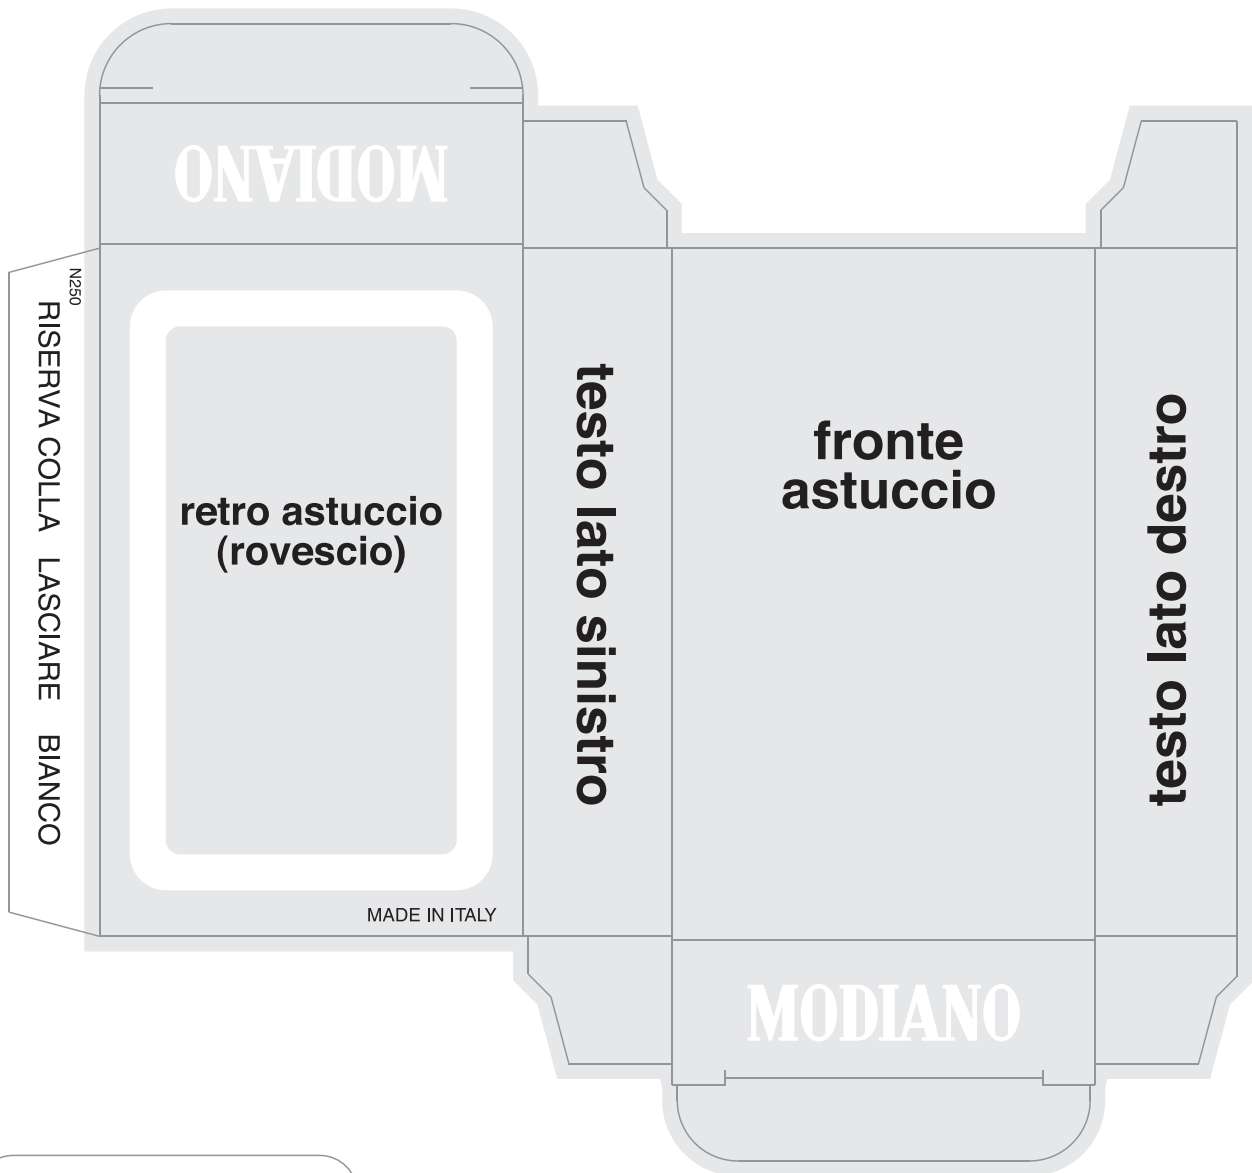 MODIANO
N250
RISERVA COLLA LASCIARE BIANCO
retro astuccio
(rovescio)
MADE IN ITALY
testo lato sinistro
fronte
astuccio
testo lato destro
MODIANO